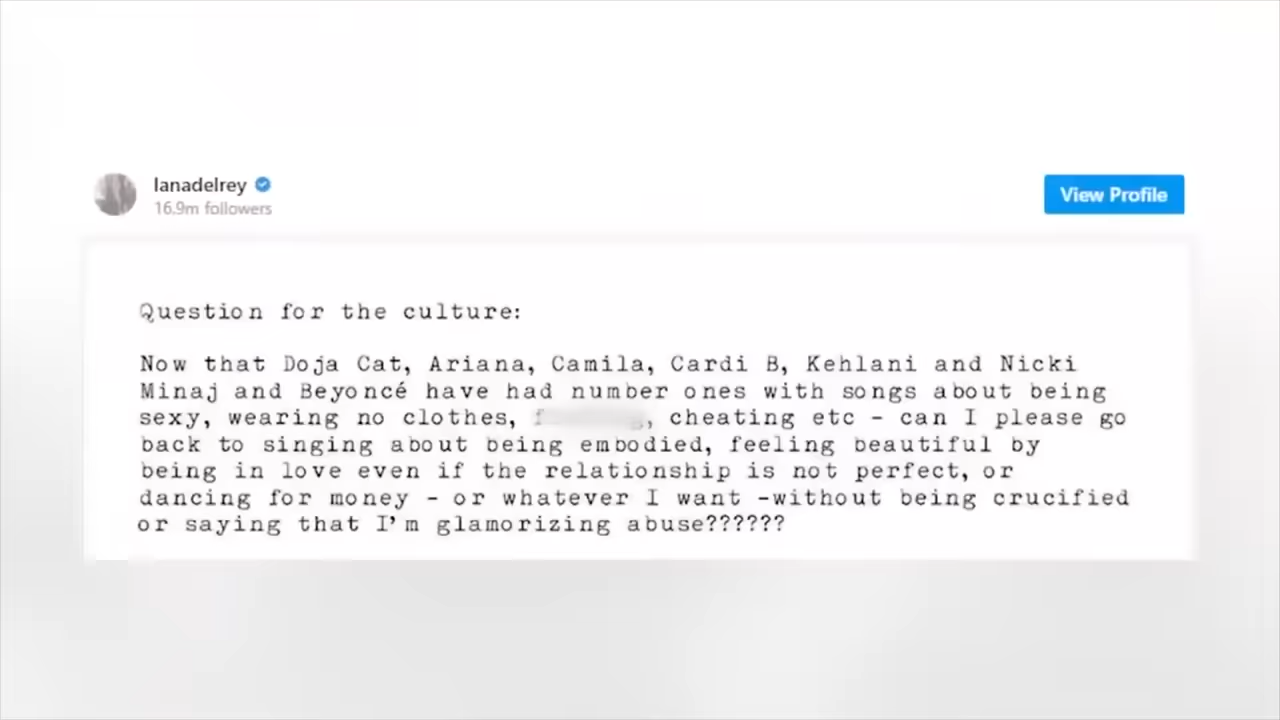 lanadelrey
16.9m followers
View Profile
Question for the culture:
Now that Doja Cat, Ariana, Camila, Cardi B, Kehlani and Nicki
Minaj and Beyoncé have had number ones with songs about being
sexy, wearing no clothes, , cheating etc - can I please go
back to singing about being embodied, feeling beautiful by
being in love even if the relationship is not perfect, or
dancing for money - or whatever I want -without being crucified
or saying that I'm glamorizing abuse??????